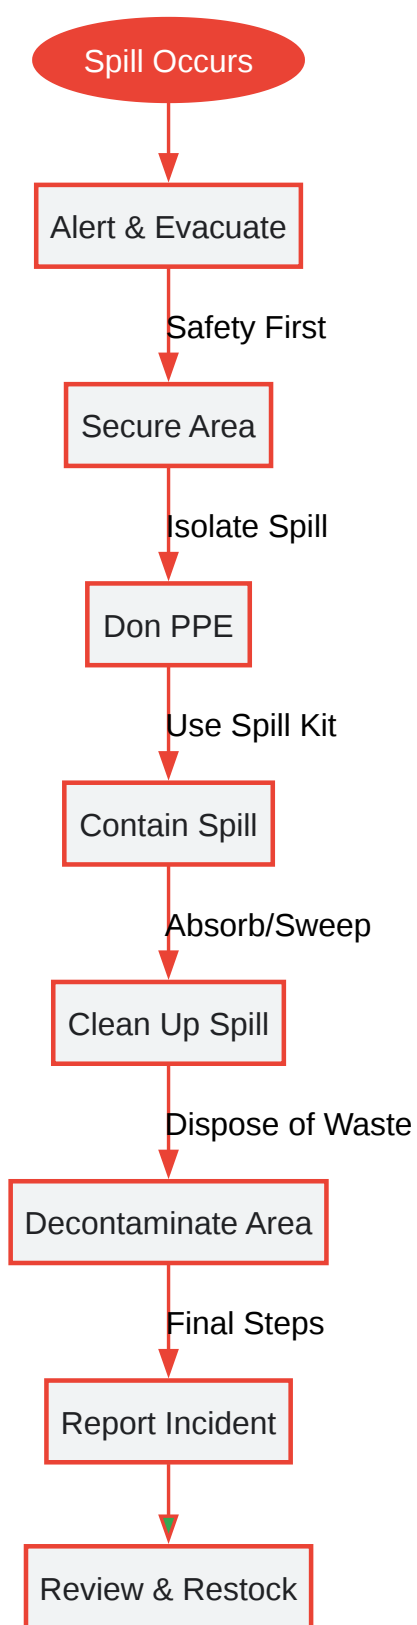 Spill Occurs
Alert & Evacuate
Safety First
Secure Area
Isolate Spill
Don PPE
Use Spill Kit
Contain Spill
Absorb/Sweep
Clean Up Spill
Dispose of Waste
Decontaminate Area
Final Steps
Report Incident
Review & Restock